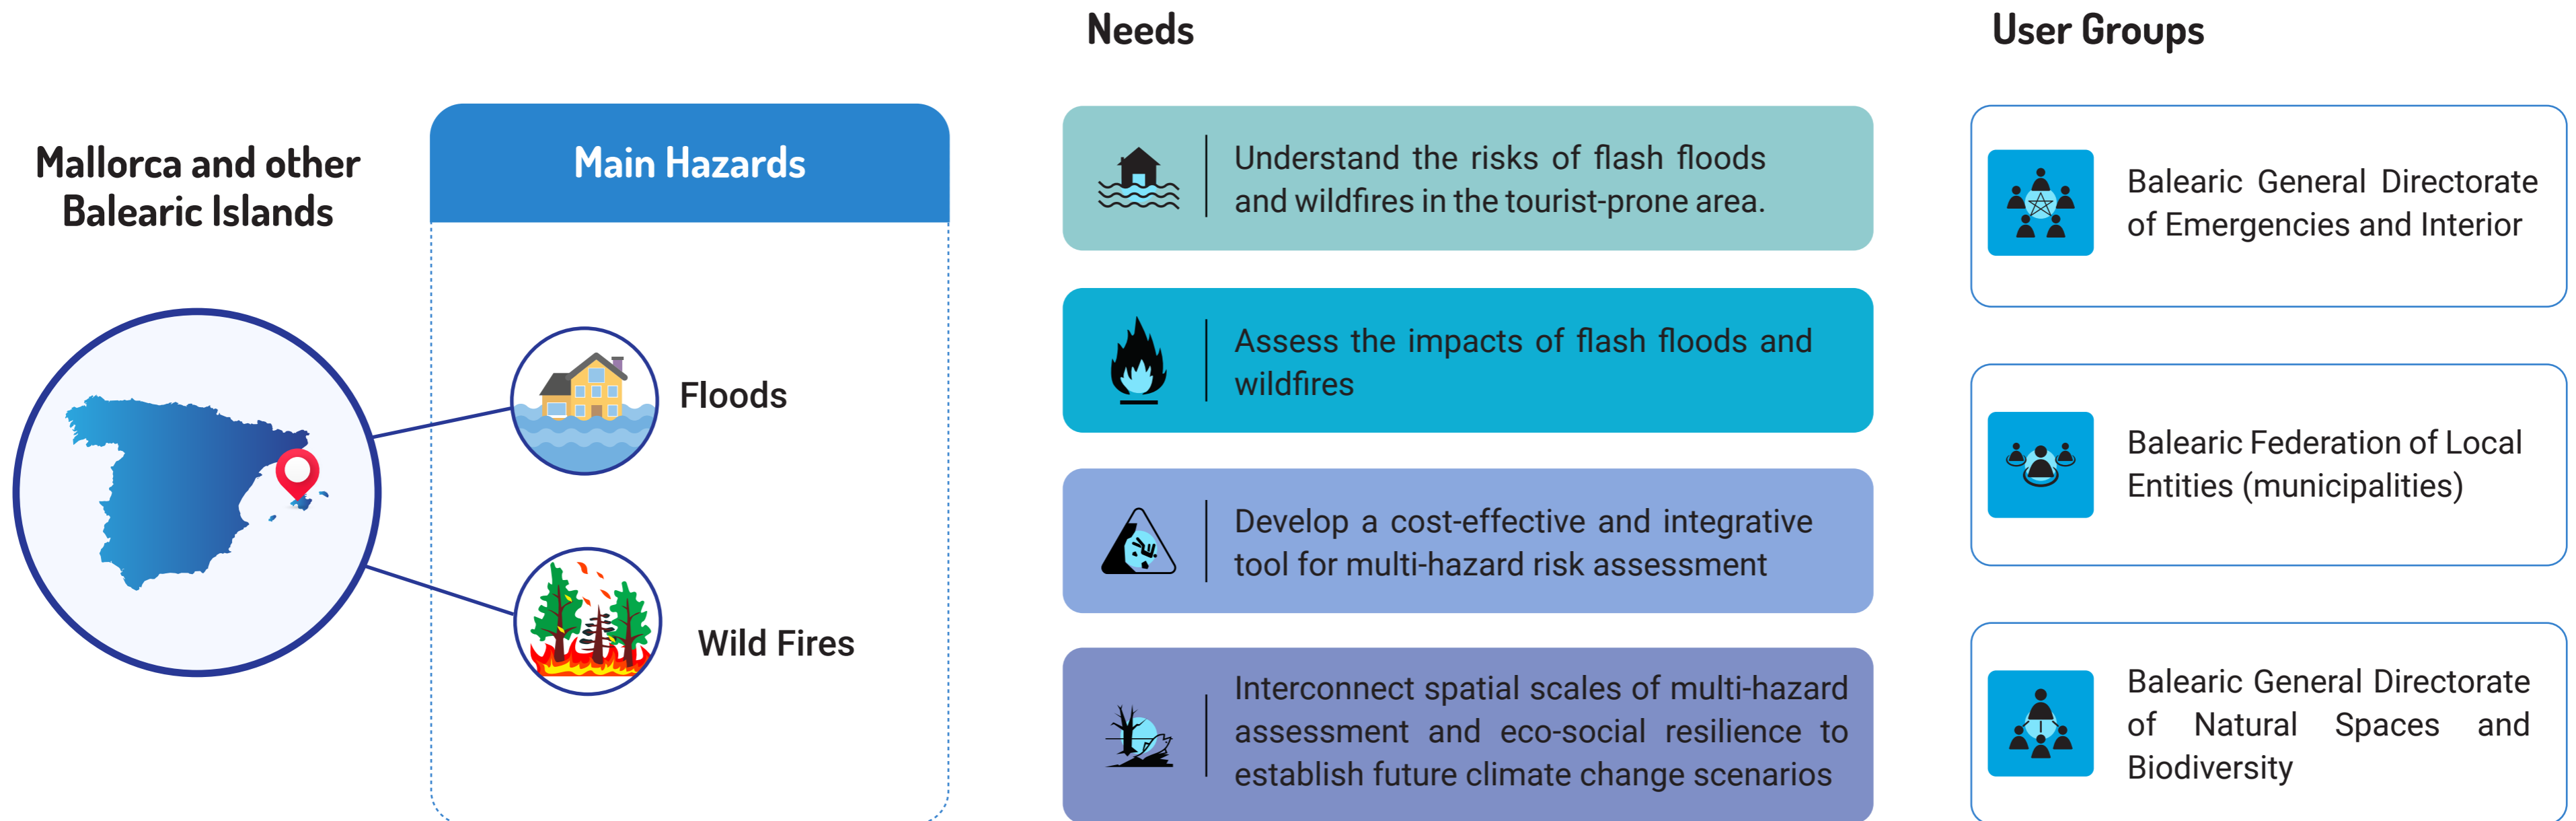 Mallorca and other
Balearic Islands
Main Hazards
Floods
Wild Fires
Needs
Understand the risks of flash floods
and wildfires in the tourist-prone area.
Assess the impacts of flash floods and
wildfires
Develop a cost-effective and integrative
tool for multi-hazard risk assessment
Interconnect spatial scales of multi-hazard
assessment and eco-social resilience to
establish future climate change scenarios
User Groups
Balearic General Directorate
of Emergencies and Interior
Balearic Federation of Local
Entities (municipalities)
Balearic General Directorate
of Natural Spaces and
Biodiversity